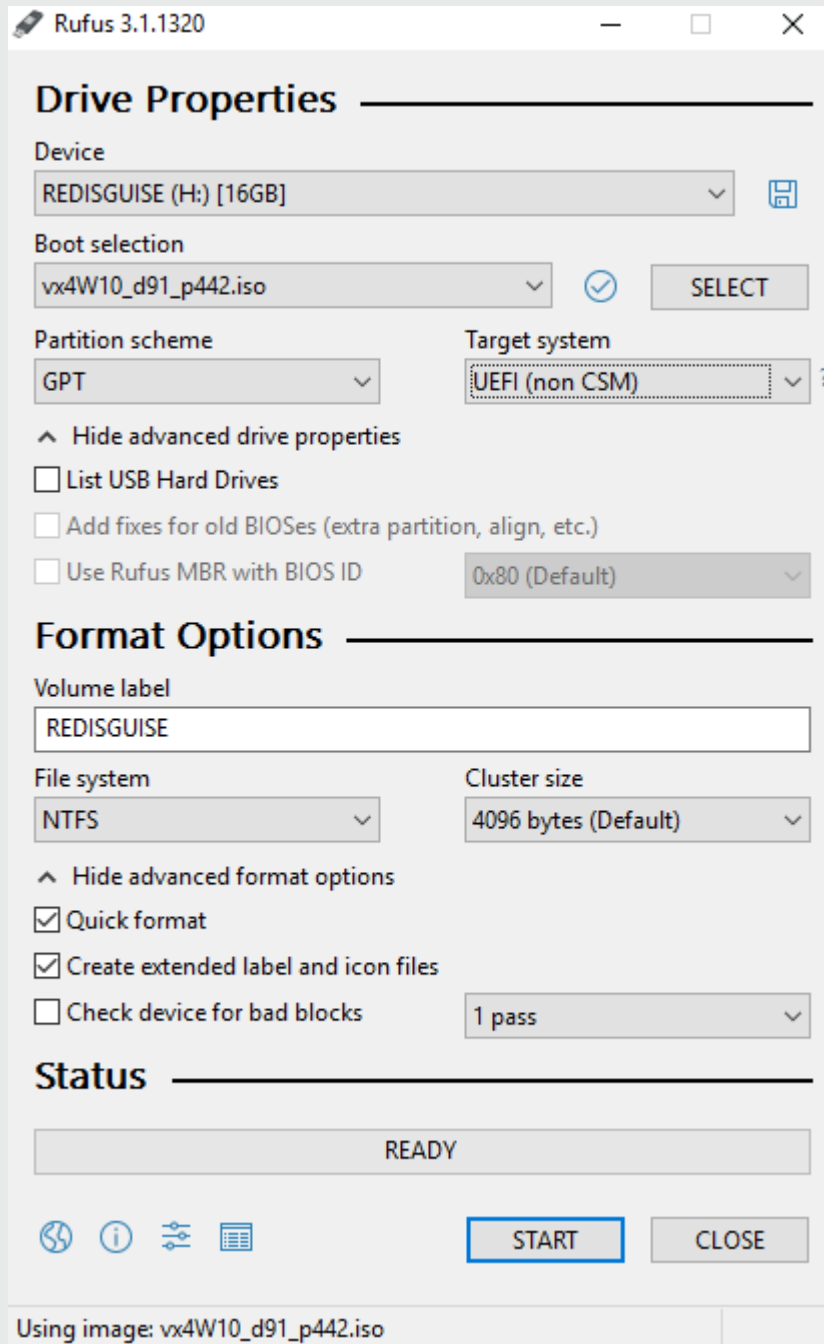 Rufus 3.1.1320
Drive Properties
Device
REDISGUISE (H:) [16GB]
Boot selection
vx4W10_d91_p442.iso
SELECT
Partition scheme
Target system
GPT
UEFI (non CSM)
?
Hide advanced drive properties
List USB Hard Drives
Add fixes for old BIOSes (extra partition, align, etc.)
Use Rufus MBR with BIOS ID
0x80 (Default)
Format Options
Volume label
REDISGUISE
File system
Cluster size
NTFS
4096 bytes (Default)
Hide advanced format options
Quick format
Create extended label and icon files
Check device for bad blocks
1 pass
Status
READY
START
CLOSE
Using image: vx4W10_d91_p442.iso